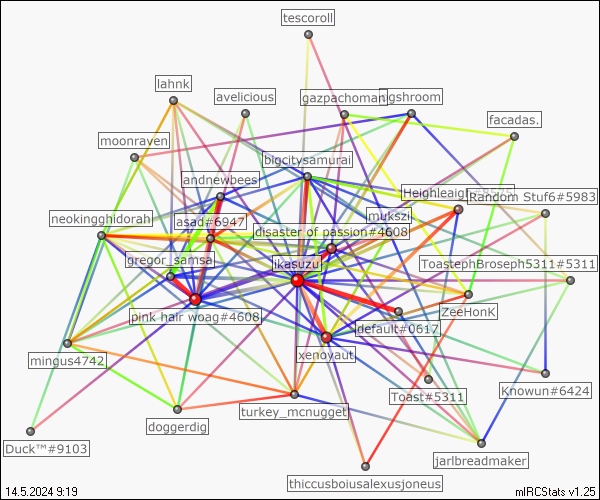 tescoroll
lahnk
avelicious
gazpachoman
ngshroom
facadas.
moonraven
bigcitysamurai
andnewbees
Heighleaigh
Random Stuf6#5983
neokingghidorah
asad#6947
mukszi
disaster of passion#4608
gregor_samsa
ikasuzu
ToastephBroseph5311#5311
pink hair woag#4608
default#0617
ZeeHonK
mingus4742
xenoyaut
Toast#5311
Knowun#6424
doggerdig
turkey_mcnugget
Duck™#9103
jarlbreadmaker
thiccusboiusalexusjoneus
14.5.2024 9:19
mIRCStats v1.25